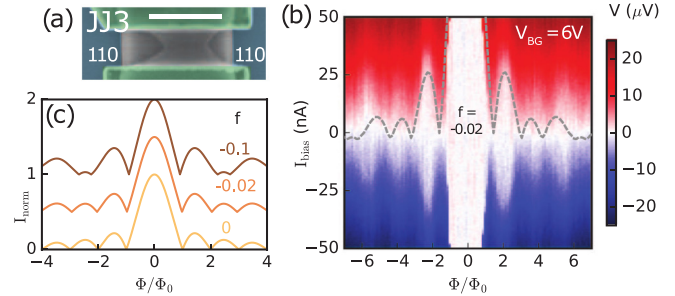 (a)
JJ3
110 110
(c)
2
1
0
I_norm
f
-0.1
-0.02
0
−4 −2 0 2 4
Φ/Φ₀
(b)
V_BG = 6V
50
25
0
−25
−50
I_bias (nA)
f =
-0.02
−6 −4 −2 0 2 4 6
Φ/Φ₀
V (μV)
20
10
0
−10
−20